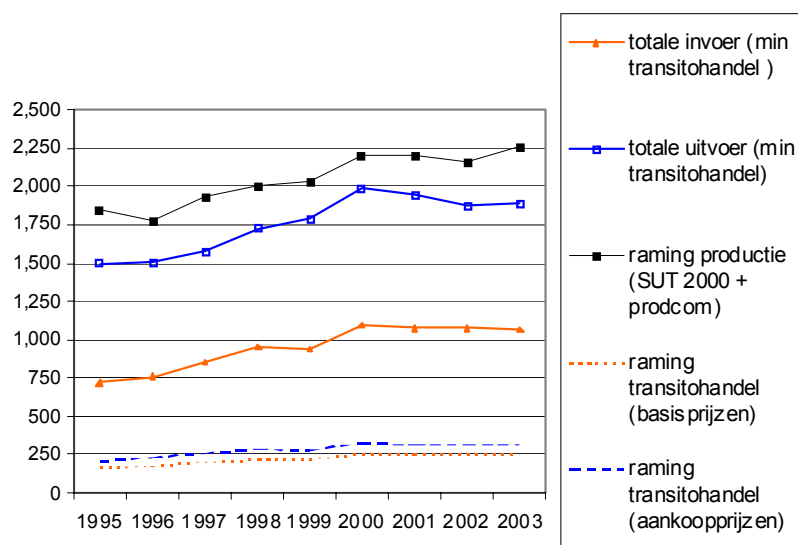 2,500
2,250
2,000
1,750
1,500
1,250
1,000
750
500
250
0
1995 1996 1997 1998 1999 2000 2001 2002 2003
totale invoer (min
transitohandel )
totale uitvoer (min
transitohandel)
raming productie
(SUT 2000 +
prodcom)
raming
transitohandel
(basisprijzen)
raming
transitohandel
(aankoopprijzen)